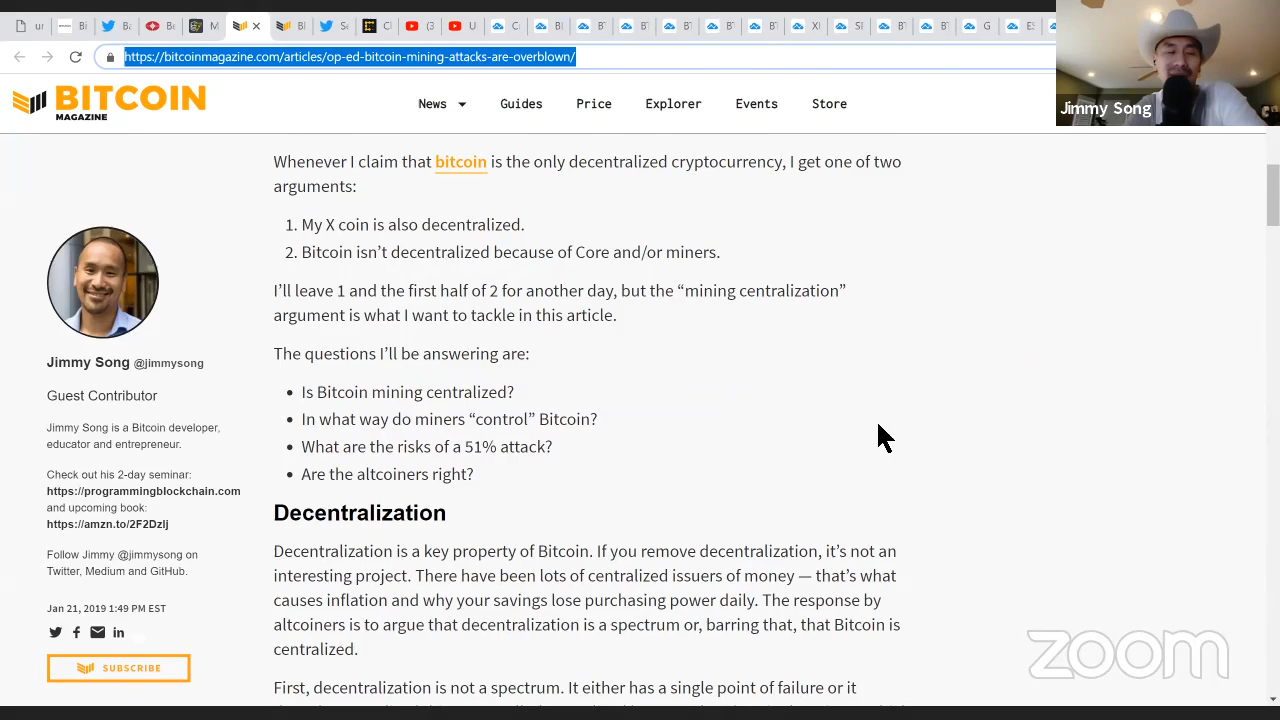 https://bitcoinmagazine.com/articles/op-ed-bitcoin-mining-attacks-are-overblown/
Jimmy Song
BITCOIN
MAGAZINE
News
Guides
Price
Explorer
Events
Store
Whenever I claim that bitcoin is the only decentralized cryptocurrency, I get one of two
arguments:
1. My X coin is also decentralized.
2. Bitcoin isn’t decentralized because of Core and/or miners.
I’ll leave 1 and the first half of 2 for another day, but the “mining centralization”
argument is what I want to tackle in this article.
The questions I’ll be answering are:
• Is Bitcoin mining centralized?
• In what way do miners “control” Bitcoin?
• What are the risks of a 51% attack?
• Are the altcoiners right?
Decentralization
Decentralization is a key property of Bitcoin. If you remove decentralization, it’s not an
interesting project. There have been lots of centralized issuers of money — that’s what
causes inflation and why your savings lose purchasing power daily. The response by
altcoiners is to argue that decentralization is a spectrum or, barring that, that Bitcoin is
centralized.
First, decentralization is not a spectrum. It either has a single point of failure or it
Jimmy Song @jimmysong
Guest Contributor
Jimmy Song is a Bitcoin developer,
educator and entrepreneur.
Check out his 2-day seminar:
https://programmingblockchain.com
and upcoming book:
https://amzn.to/2F2Dzlj
Follow Jimmy @jimmysong on
Twitter, Medium and GitHub.
Jan 21, 2019 1:49 PM EST
SUBSCRIBE
zoom